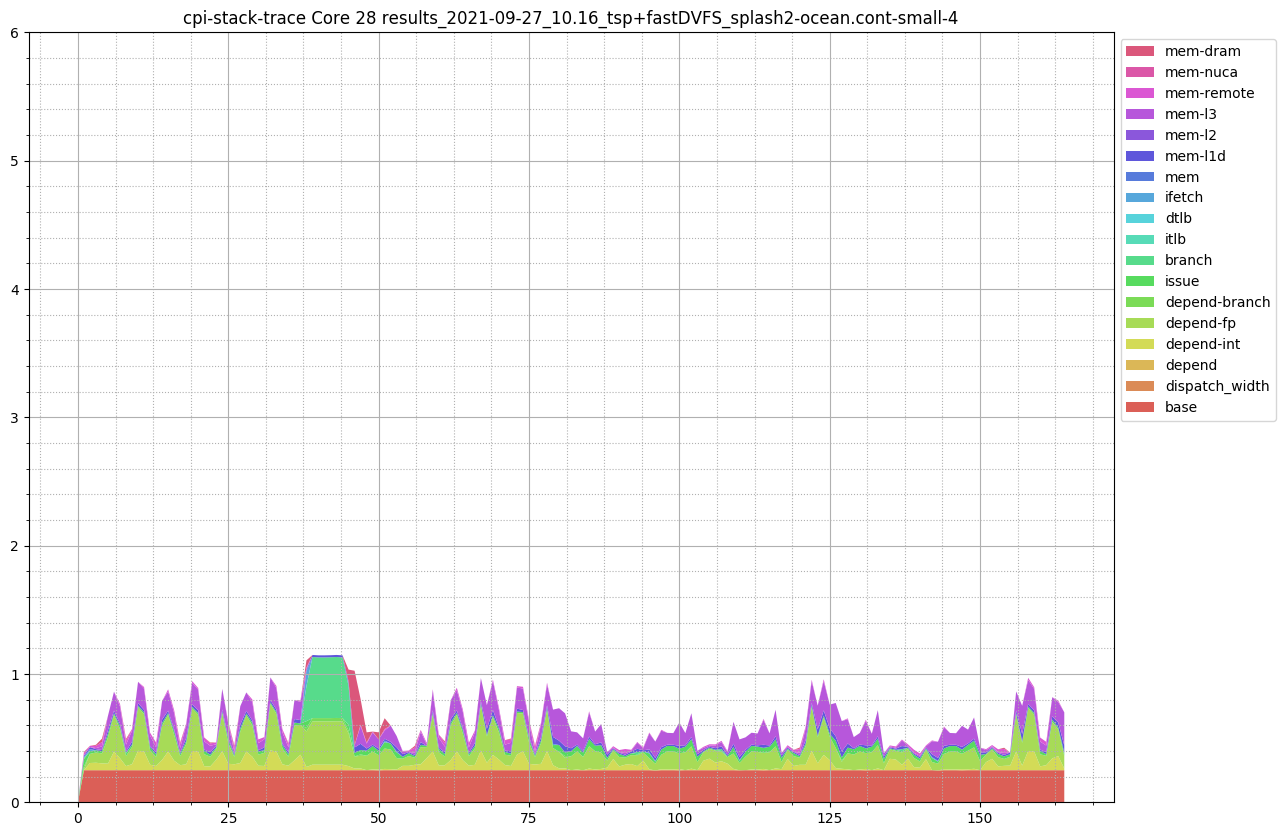 cpi-stack-trace Core 28 results_2021-09-27_10.16_tsp+fastDVFS_splash2-ocean.cont-small-4
6
5
4
3
2
1
0
0 25 50 75 100 125 150
mem-dram
mem-nuca
mem-remote
mem-l3
mem-l2
mem-l1d
mem
ifetch
dtlb
itlb
branch
issue
depend-branch
depend-fp
depend-int
depend
dispatch_width
base